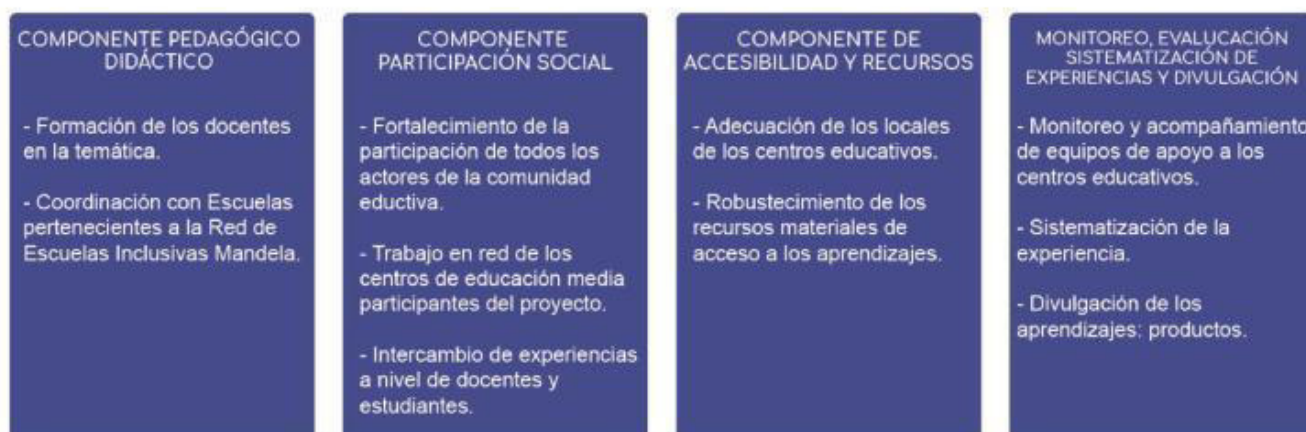 COMPONENTE PEDAGÓGICO
DIDÁCTICO
- Formación de los docentes
en la temática.
- Coordinación con Escuelas
pertenecientes a la Red de
Escuelas Inclusivas Mandela.
COMPONENTE
PARTICIPACIÓN SOCIAL
- Fortalecimiento de la
participación de todos los
actores de la comunidad
eductiva.
- Trabajo en red de los
centros de educación media
participantes del proyecto.
- Intercambio de experiencias
a nivel de docentes y
estudiantes.
COMPONENTE DE
ACCESIBILIDAD Y RECURSOS
- Adecuación de los locales
de los centros educativos.
- Robustecimiento de los
recursos materiales de
acceso a los aprendizajes.
MONITOREO, EVALUCACIÓN
SISTEMATIZACIÓN DE
EXPERIENCIAS Y DIVULGACIÓN
- Monitoreo y acompañamiento
de equipos de apoyo a los
centros educativos.
- Sistematización de la
experiencia.
- Divulgación de los
aprendizajes: productos.